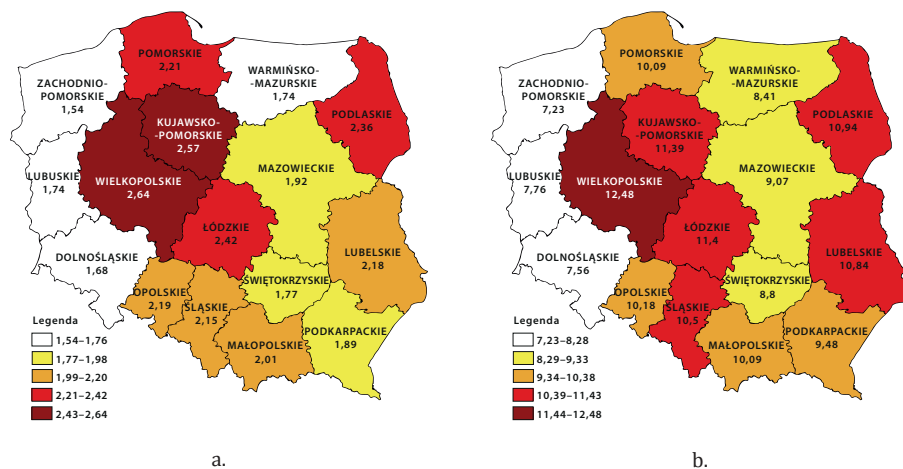 POMORSKIE
2,21
ZACHODNIO-
POMORSKIE
1,54
WARMIŃSKO-
MAZURSKIE
1,74
PODLASKIE
2,36
KUJAWSKO-
POMORSKIE
2,57
LUBUSKIE
1,74
WIELKOPOLSKIE
2,64
MAZOWIECKIE
1,92
ŁÓDZKIE
2,42
LUBELSKIE
2,18
DOLNOŚLĄSKIE
1,68
OPOLSKIE
2,19
ŚLĄSKIE
2,15
ŚWIĘTOKRZYSKIE
1,77
MAŁOPOLSKIE
2,01
PODKARPACKIE
1,89
Legenda
1,54–1,76
1,77–1,98
1,99–2,20
2,21–2,42
2,43–2,64
a.
POMORSKIE
10,09
ZACHODNIO-
POMORSKIE
7,23
WARMIŃSKO-
MAZURSKIE
8,41
PODLASKIE
10,94
KUJAWSKO-
POMORSKIE
11,39
LUBUSKIE
7,76
WIELKOPOLSKIE
12,48
MAZOWIECKIE
9,07
ŁÓDZKIE
11,4
LUBELSKIE
10,84
DOLNOŚLĄSKIE
7,56
OPOLSKIE
10,18
ŚLĄSKIE
10,5
ŚWIĘTOKRZYSKIE
8,8
MAŁOPOLSKIE
10,09
PODKARPACKIE
9,48
Legenda
7,23–8,28
8,29–9,33
9,34–10,38
10,39–11,43
11,44–12,48
b.